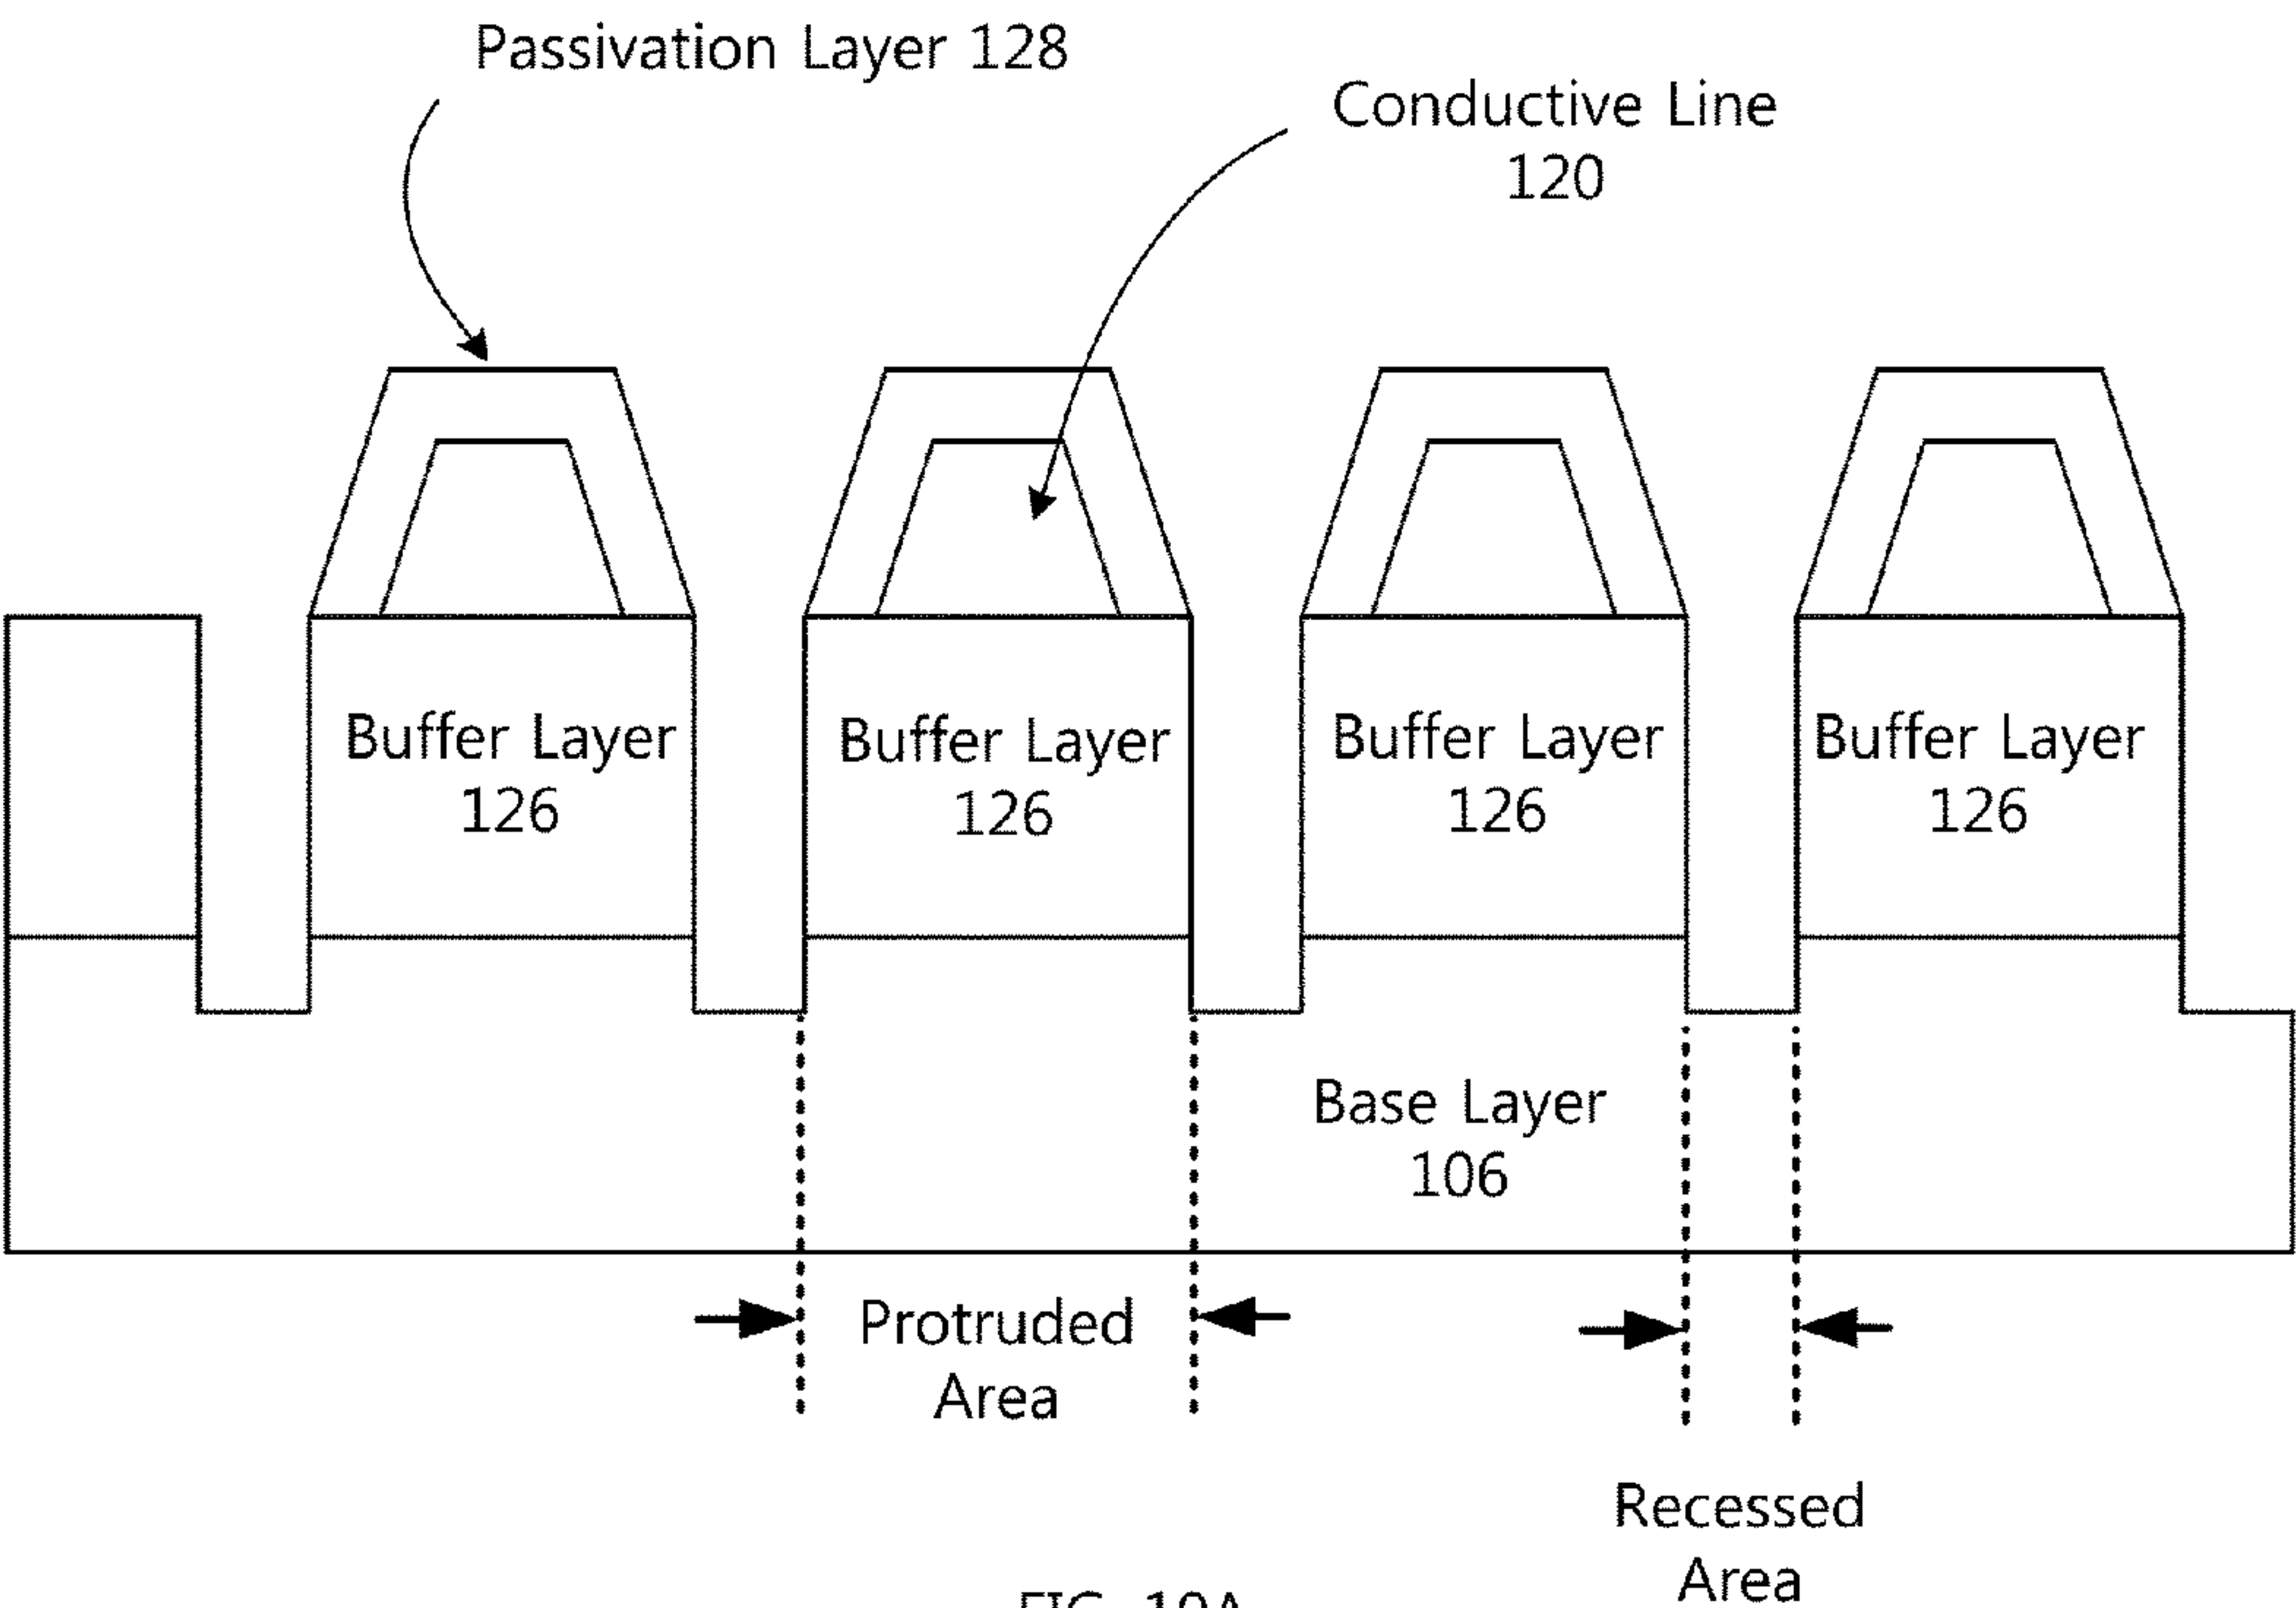 Passivation Layer 128
Conductive Line
120
Buffer Layer
126
Buffer Layer
126
Buffer Layer
126
Buffer Layer
126
Base Layer
106
Protruded
Area
Recessed
Area